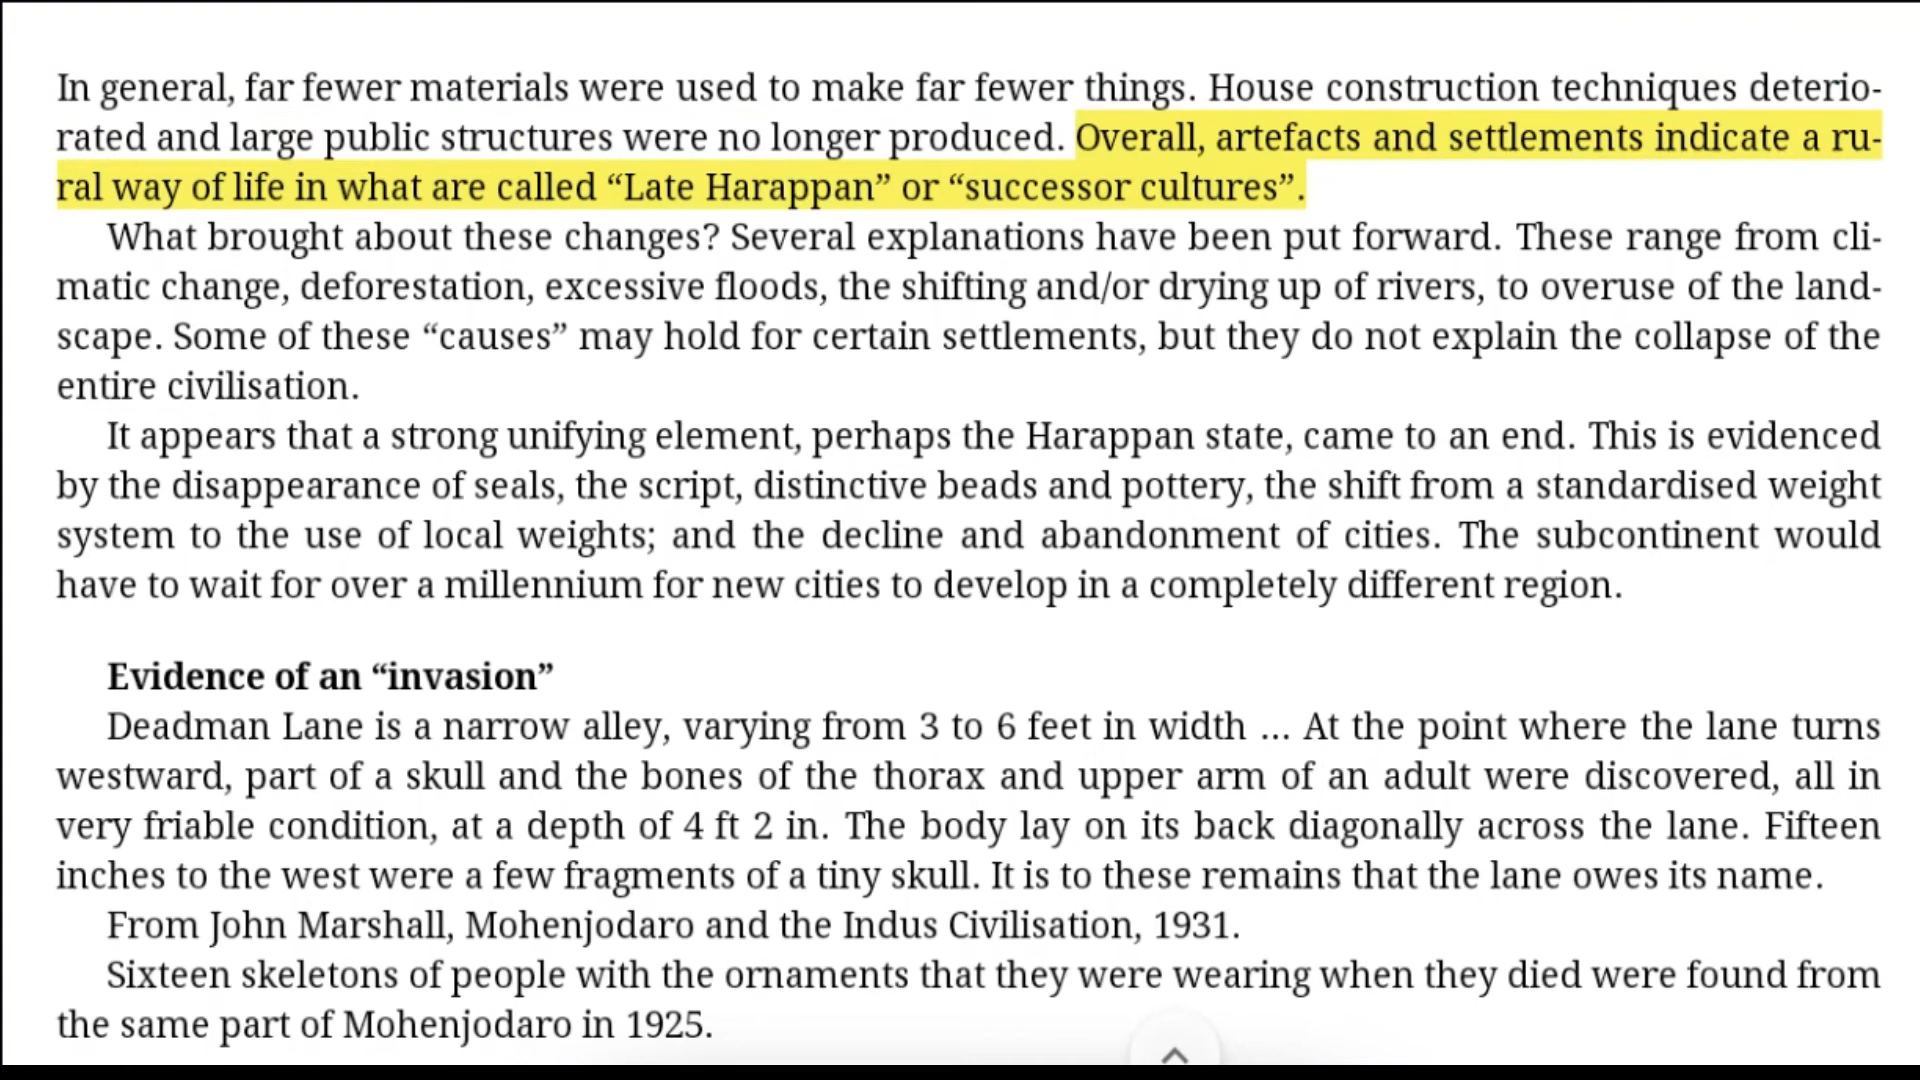 In general, far fewer materials were used to make far fewer things. House construction techniques deterio-
rated and large public structures were no longer produced. Overall, artefacts and settlements indicate a ru-
ral way of life in what are called “Late Harappan” or “successor cultures”.
What brought about these changes? Several explanations have been put forward. These range from cli-
matic change, deforestation, excessive floods, the shifting and/or drying up of rivers, to overuse of the land-
scape. Some of these “causes” may hold for certain settlements, but they do not explain the collapse of the
entire civilisation.
It appears that a strong unifying element, perhaps the Harappan state, came to an end. This is evidenced
by the disappearance of seals, the script, distinctive beads and pottery, the shift from a standardised weight
system to the use of local weights; and the decline and abandonment of cities. The subcontinent would
have to wait for over a millennium for new cities to develop in a completely different region.
Evidence of an “invasion”
Deadman Lane is a narrow alley, varying from 3 to 6 feet in width ... At the point where the lane turns
westward, part of a skull and the bones of the thorax and upper arm of an adult were discovered, all in
very friable condition, at a depth of 4 ft 2 in. The body lay on its back diagonally across the lane. Fifteen
inches to the west were a few fragments of a tiny skull. It is to these remains that the lane owes its name.
From John Marshall, Mohenjodaro and the Indus Civilisation, 1931.
Sixteen skeletons of people with the ornaments that they were wearing when they died were found from
the same part of Mohenjodaro in 1925.